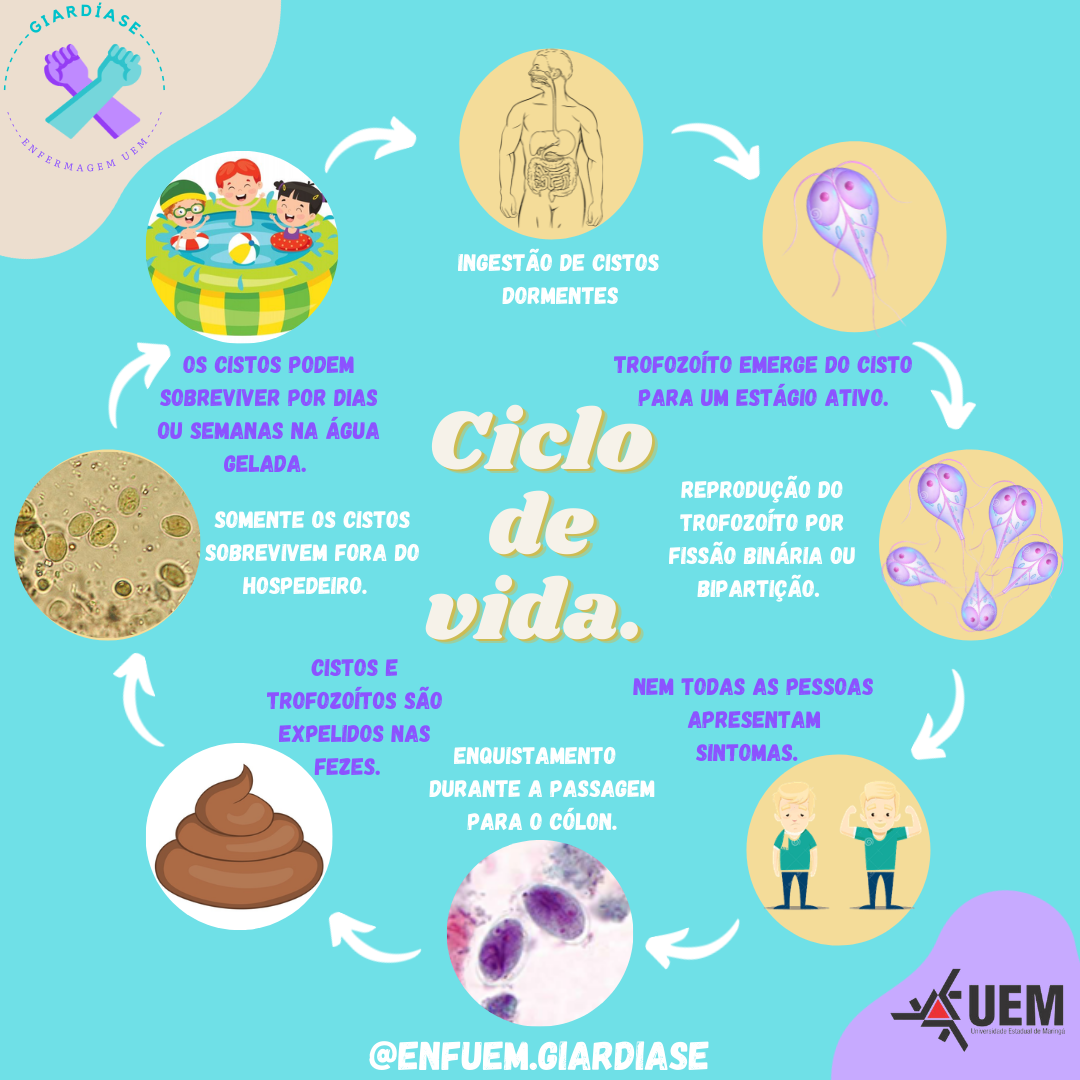 GIARDÍASE
ENFERMAGEM UEM
INGESTÃO DE CISTOS
DORMENTES
TROFOZOÍTO EMERGE DO CISTO
PARA UM ESTÁGIO ATIVO.
REPRODUÇÃO DO
TROFOZOÍTO POR
FISSÃO BINÁRIA OU
BIPARTIÇÃO.
NEM TODAS AS PESSOAS
APRESENTAM
SINTOMAS.
ENQUISTAMENTO
DURANTE A PASSAGEM
PARA O CÓLON.
CISTOS E
TROFOZOÍTOS SÃO
EXPELIDOS NAS
FEZES.
SOMENTE OS CISTOS
SOBREVIVEM FORA DO
HOSPEDEIRO.
OS CISTOS PODEM
SOBREVIVER POR DIAS
OU SEMANAS NA ÁGUA
GELADA.
Ciclo
de
vida.
UEM
Universidade Estadual de Maringá
@ENFUEM.GIARDIASE